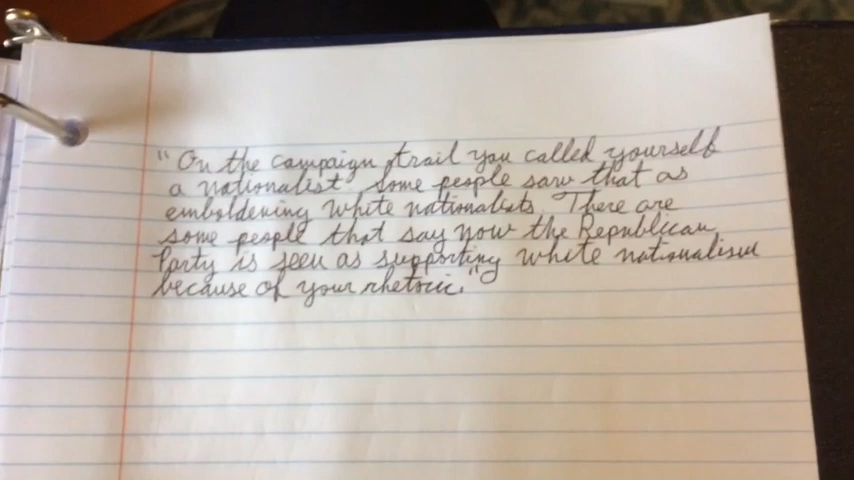 "On the campaign trail you called yourself
a nationalist. Some people saw that as
emboldening white nationalists. There are
some people that say now the Republican
Party is seen as supporting white nationalism
because of your rhetoric."